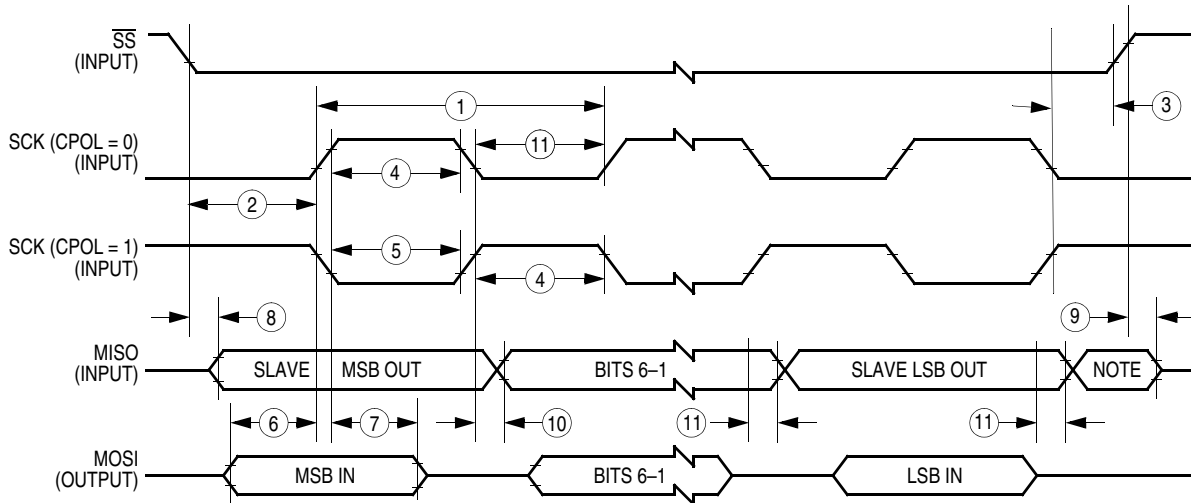 SS
(INPUT)
1
3
SCK (CPOL = 0)
(INPUT)
11
4
2
SCK (CPOL = 1)
(INPUT)
5
4
8
9
MISO
(INPUT)
SLAVE MSB OUT
BITS 6–1
SLAVE LSB OUT
NOTE
6
7
10
11
11
MOSI
(OUTPUT)
MSB IN
BITS 6–1
LSB IN